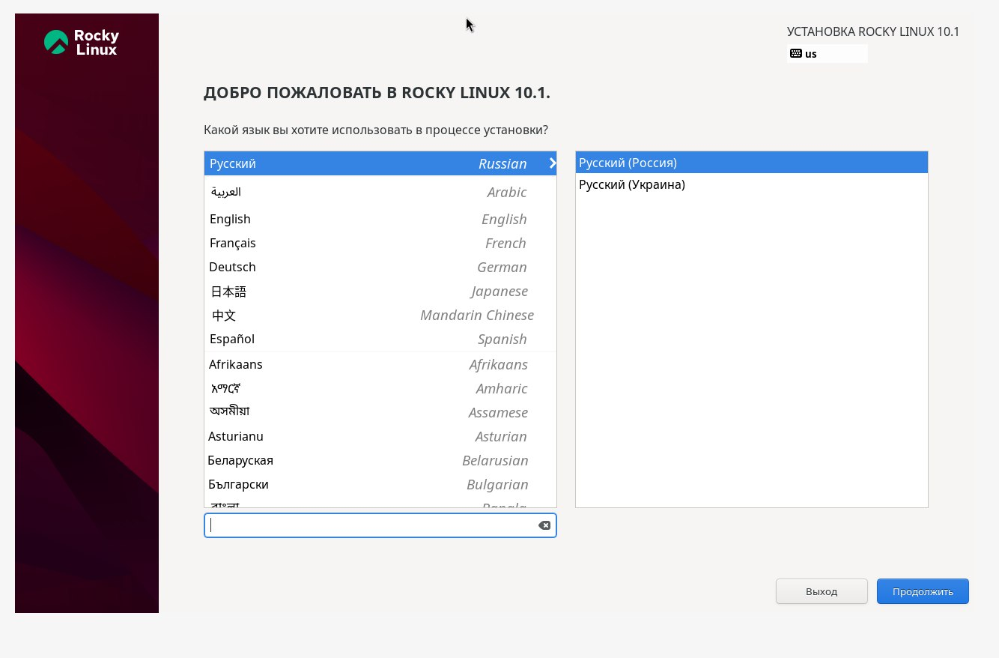 Rocky
Linux
УСТАНОВКА ROCKY LINUX 10.1
us
ДОБРО ПОЖАЛОВАТЬ В ROCKY LINUX 10.1.
Какой язык вы хотите использовать в процессе установки?
Русский Russian
العربية Arabic
English English
Français French
Deutsch German
日本語 Japanese
中文 Mandarin Chinese
Español Spanish
Afrikaans Afrikaans
አማርኛ Amharic
অসমীয়া Assamese
Asturianu Asturian
Беларуская Belarusian
Български Bulgarian
বাংলা Bangla
Русский (Россия)
Русский (Украина)
Выход
Продолжить